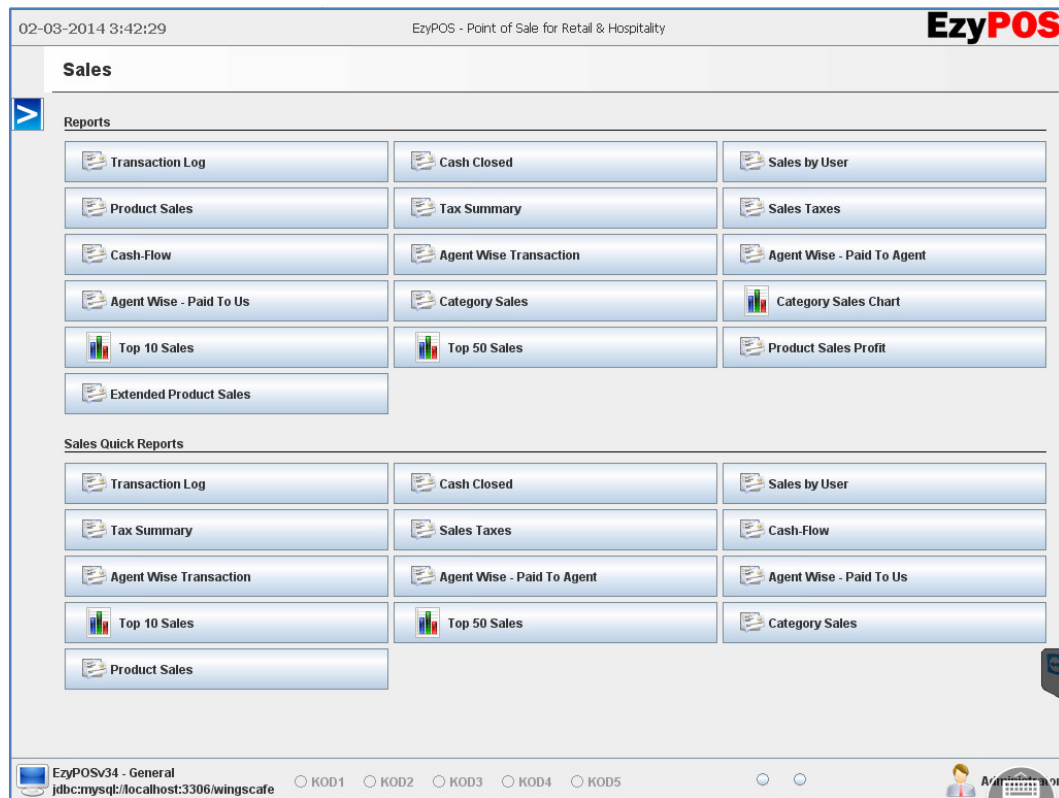 02-03-2014 3:42:29 EzyPOS - Point of Sale for Retail & Hospitality EzyPOS
Sales
>
Reports
Transaction Log Cash Closed Sales by User
Product Sales Tax Summary Sales Taxes
Cash-Flow Agent Wise Transaction Agent Wise - Paid To Agent
Agent Wise - Paid To Us Category Sales Category Sales Chart
Top 10 Sales Top 50 Sales Product Sales Profit
Extended Product Sales
Sales Quick Reports
Transaction Log Cash Closed Sales by User
Tax Summary Sales Taxes Cash-Flow
Agent Wise Transaction Agent Wise - Paid To Agent Agent Wise - Paid To Us
Top 10 Sales Top 50 Sales Category Sales
Product Sales
EzyPOSv34 - General
jdbc:mysql://localhost:3306/wingscafe KOD1 KOD2 KOD3 KOD4 KOD5 Administrator